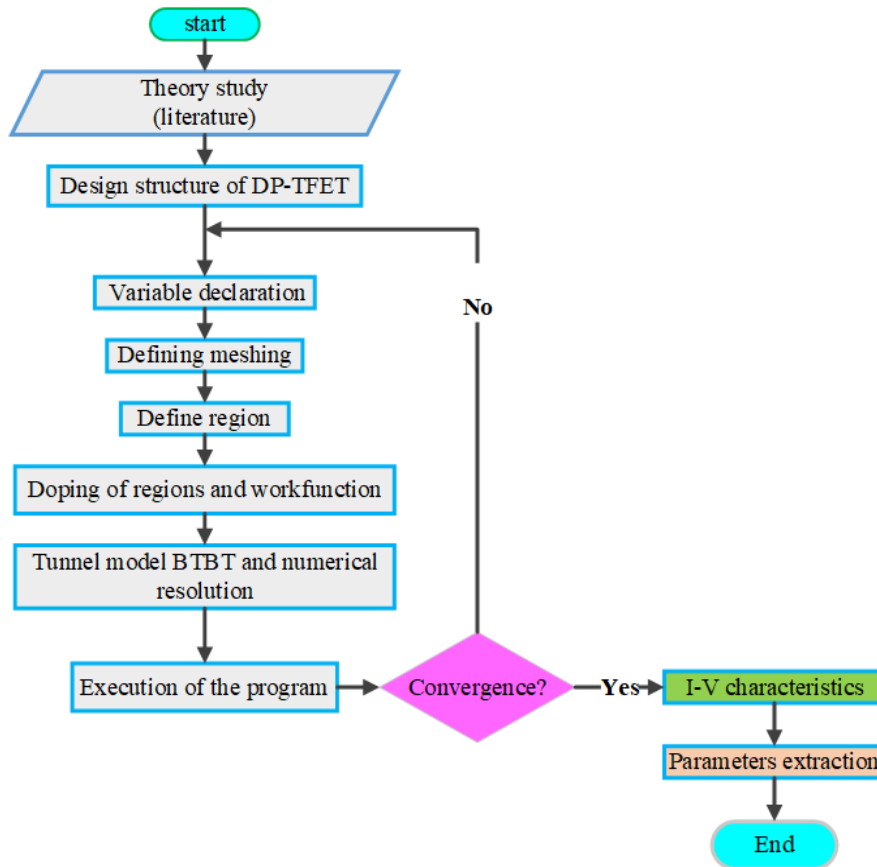 start
Theory study
(literature)
Design structure of DP-TFET
Variable declaration
No
Defining meshing
Define region
Doping of regions and workfunction
Tunnel model BTBT and numerical
resolution
Execution of the program
Convergence?
Yes
I-V characteristics
Parameters extraction
End